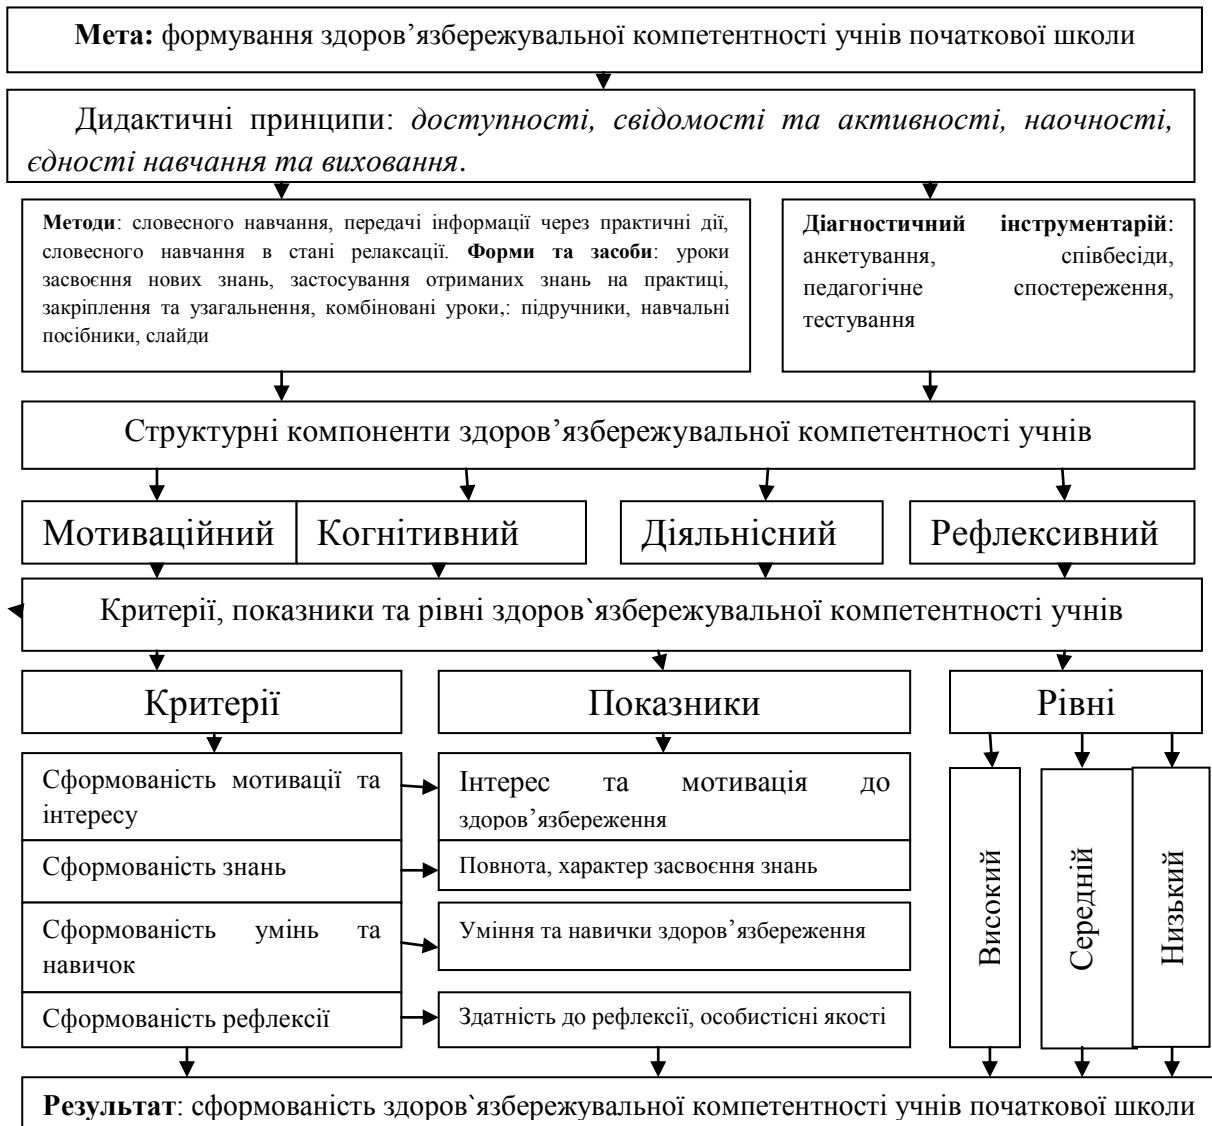 Мета: формування здоров’язбережувальної компетентності учнів початкової школи
Дидактичні принципи: доступності, свідомості та активності, наочності,
єдності навчання та виховання.
Методи: словесного навчання, передачі інформації через практичні дії,
словесного навчання в стані релаксації. Форми та засоби: уроки
засвоєння нових знань, застосування отриманих знань на практиці,
закріплення та узагальнення, комбіновані уроки,: підручники, навчальні
посібники, слайди
Діагностичний інструментарій:
анкетування, співбесіди,
педагогічне спостереження,
тестування
Структурні компоненти здоров’язбережувальної компетентності учнів
Мотиваційний
Когнітивний
Діяльнісний
Рефлексивний
Критерії, показники та рівні здоров`язбережувальної компетентності учнів
Критерії
Показники
Рівні
Сформованість мотивації та
інтересу
Інтерес та мотивація до
здоров’язбереження
Сформованість знань
Повнота, характер засвоєння знань
Сформованість умінь та
навичок
Уміння та навички здоров’язбереження
Сформованість рефлексії
Здатність до рефлексії, особистісні якості
Високий
Середній
Низький
Результат: сформованість здоров`язбережувальної компетентності учнів початкової школи